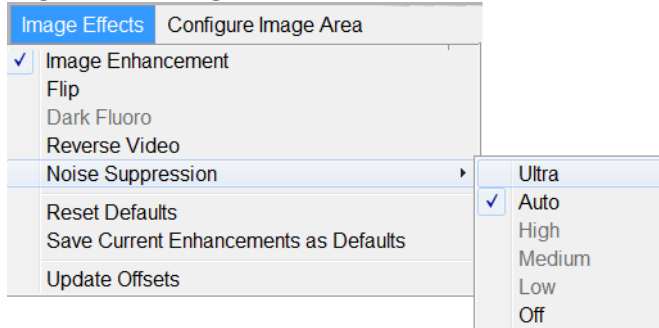 Image Effects Configure Image Area
Image Enhancement
Flip
Dark Fluoro
Reverse Video
Noise Suppression
Reset Defaults
Save Current Enhancements as Defaults
Update Offsets
Ultra
Auto
High
Medium
Low
Off